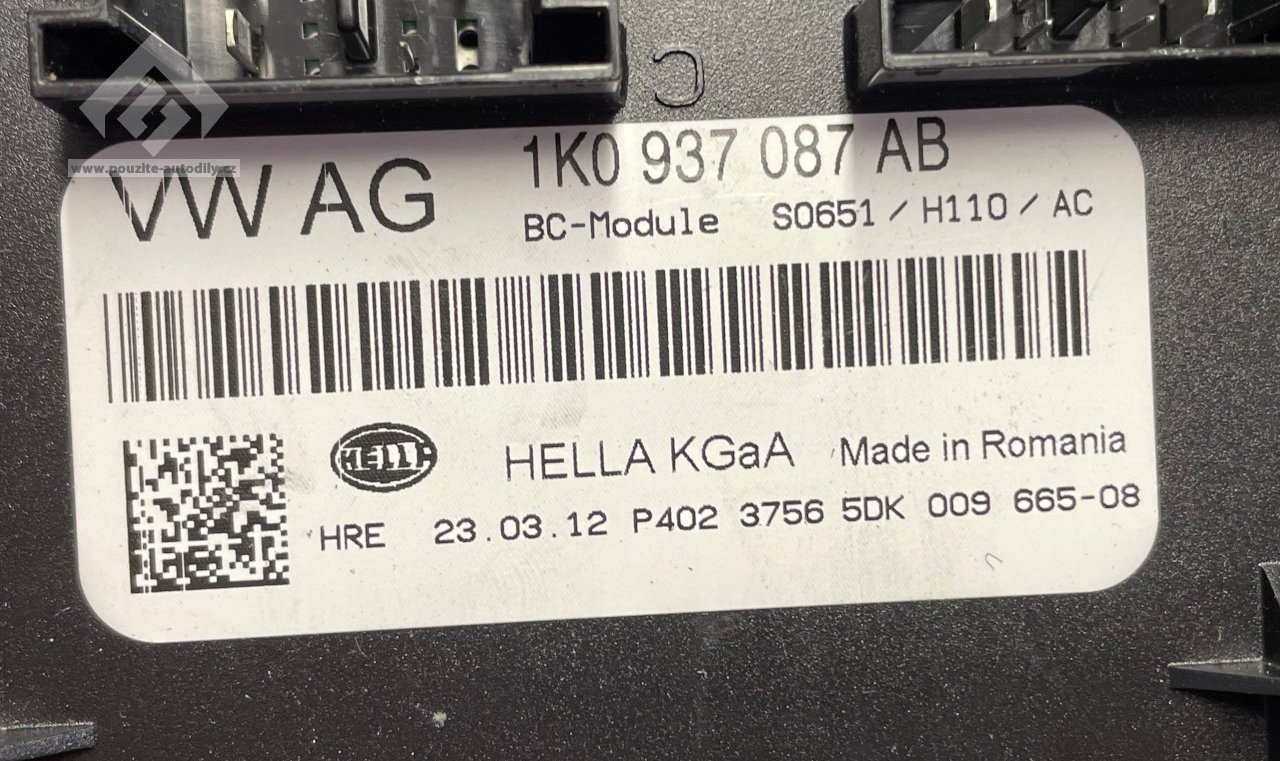 C
www.pouzite-autodily.cz
VW AG
1K0 937 087 AB
BC-Module S0651 / H110 / AC
HELLA
HELLA KGaA Made in Romania
HRE 23.03.12 P402 3756 5DK 009 665-08